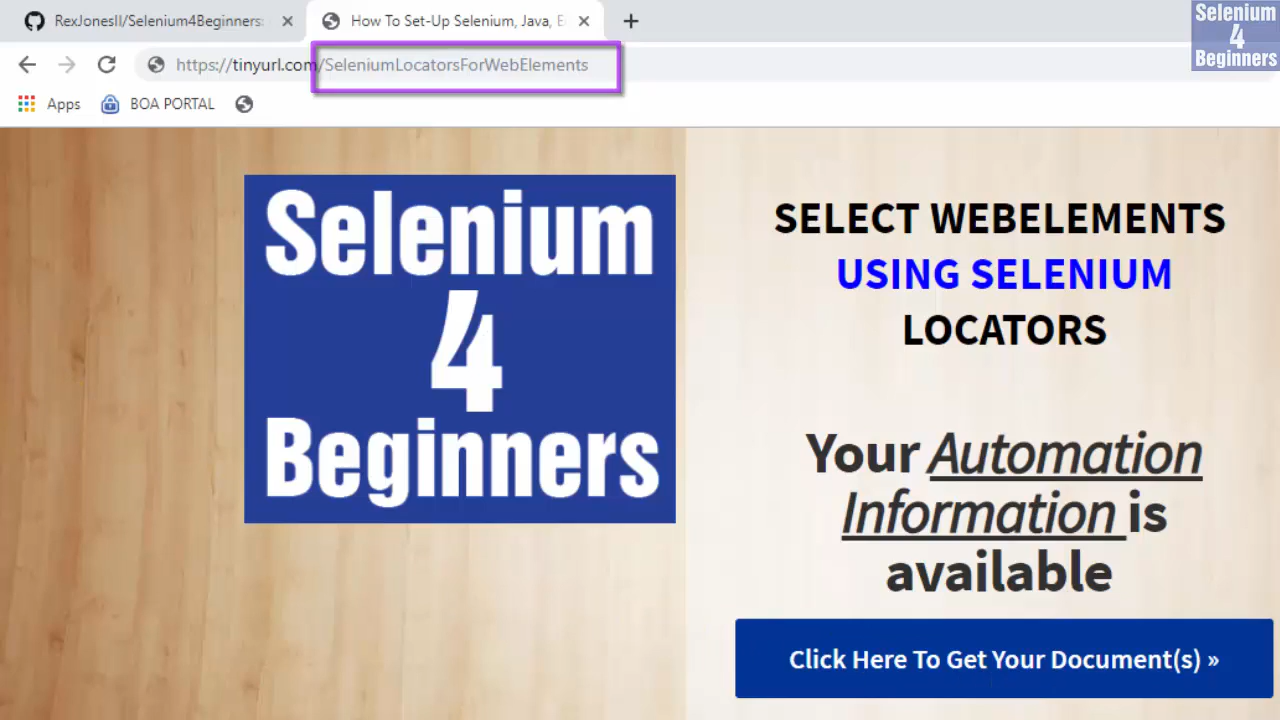 RexJonesII/Selenium4Beginners:
How To Set-Up Selenium, Java, E
Selenium
4
Beginners
https://tinyurl.com/SeleniumLocatorsForWebElements
Apps
BOA PORTAL
Selenium
4
Beginners
SELECT WEBELEMENTS
USING SELENIUM
LOCATORS
Your Automation
Information is
available
Click Here To Get Your Document(s) »